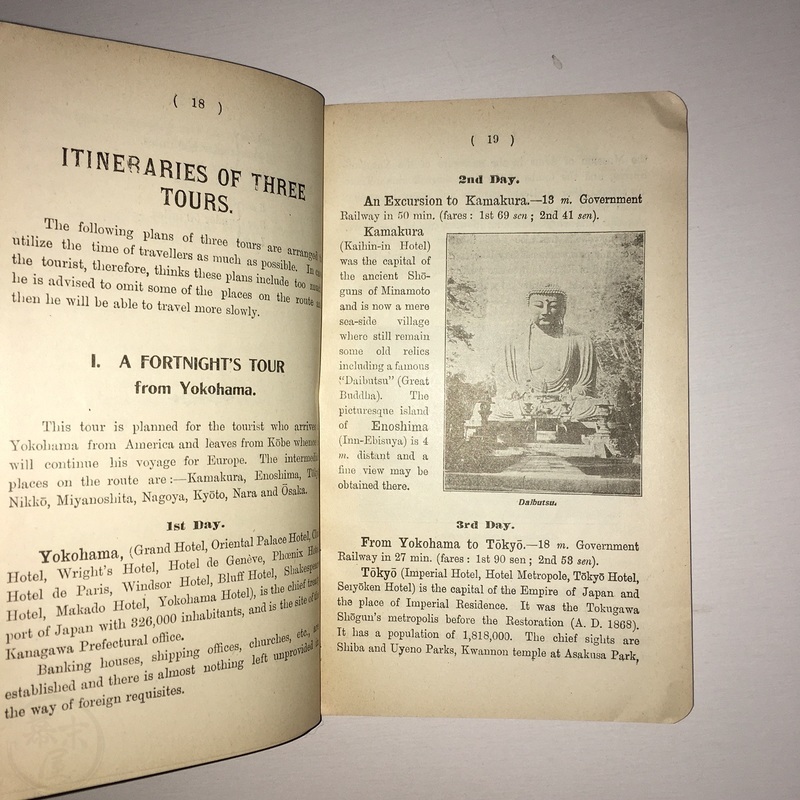 ( 18 )
ITINERARIES OF THREE
TOURS.
The following plans of three tours are arranged
utilize the time of travellers as much as possible. In
the tourist, therefore, thinks these plans include too
he is advised to omit some of the places on the route
then he will be able to travel more slowly.
I. A FORTNIGHT'S TOUR
from Yokohama.
This tour is planned for the tourist who arrives
Yokohama from America and leaves from Kōbe whence
will continue his voyage for Europe. The
places on the route are:—Kamakura, Enoshima,
Nikkō, Miyanoshita, Nagoya, Kyōto, Nara and Ōsaka.
1st Day.
Yokohama, (Grand Hotel, Oriental Palace Hotel,
Hotel, Wright's Hotel, Hotel de Genève, Phœnix
Hotel de Paris, Windsor Hotel, Bluff Hotel,
Hotel, Makado Hotel, Yokohama Hotel), is the chief
port of Japan with 326,000 inhabitants, and is the site of
Kanagawa Prefectural office.
Banking houses, shipping offices, churches, etc.,
established and there is almost nothing left unprovided
the way of foreign requisites.
( 19 )
2nd Day.
An Excursion to Kamakura.—13 m. Government
Railway in 50 min. (fares: 1st 69 sen; 2nd 41 sen).
Kamakura
(Kaihin-in Hotel)
was the capital of
the ancient Shō-
guns of Minamoto
and is now a mere
sea-side village
where still remain
some old relics
including a famous
"Daibutsu" (Great
Buddha). The
picturesque island
of Enoshima
(Inn-Ebisuya) is 4
m. distant and a
fine view may be
obtained there.
Daibutsu.
3rd Day.
From Yokohama to Tōkyō.—18 m. Government
Railway in 27 min. (fares: 1st 90 sen; 2nd 53 sen).
Tōkyō (Imperial Hotel, Hotel Metropole, Tōkyō Hotel,
Seiyōken Hotel) is the capital of the Empire of Japan and
the place of Imperial Residence. It was the Tokugawa
Shōgun's metropolis before the Restoration (A. D. 1868).
It has a population of 1,818,000. The chief sights are
Shiba and Uyeno Parks, Kwannon temple at Asakusa Park,